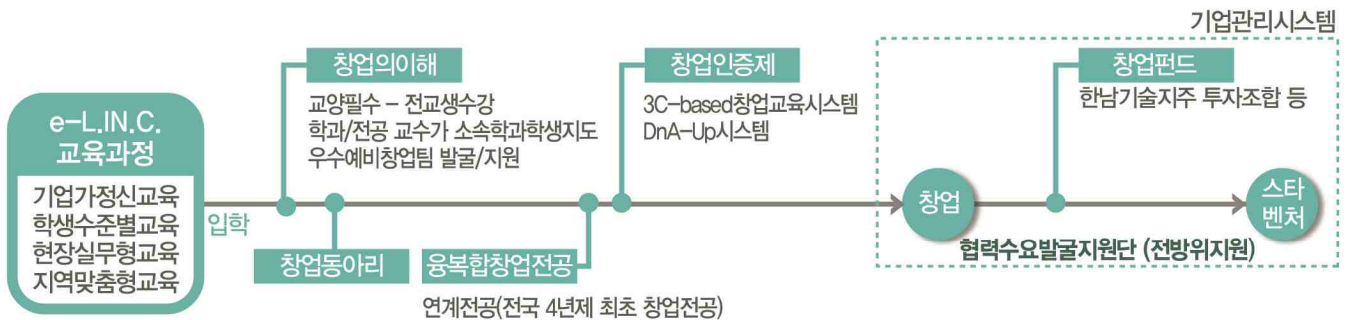 기업관리시스템
창업의이해
교양필수 - 전교생수강
학과/전공 교수가 소속학과학생지도
우수예비창업팀 발굴/지원
창업인증제
3C-based창업교육시스템
DnA-Up시스템
창업펀드
한남기술지주 투자조합 등
e-L.IN.C.
교육과정
기업가정신교육
학생수준별교육
현장실무형교육
지역맞춤형교육
입학
창업동아리
융복합창업전공
연계전공(전국 4년제 최초 창업전공)
창업
스타
벤처
협력수요발굴지원단 (전방위지원)